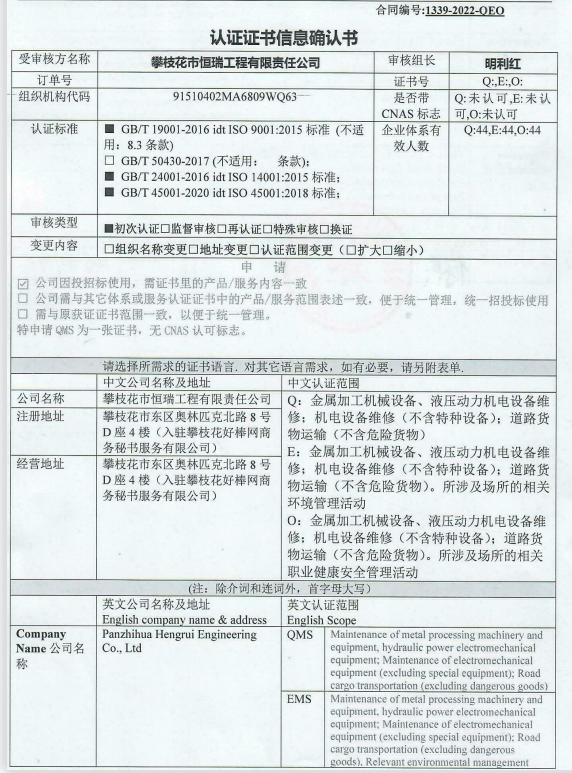 合同编号:1339-2022-QEO
认证证书信息确认书
受审核方名称 攀枝花市恒瑞工程有限责任公司 审核组长 明利红
订单号 证书号 Q:,E:,O:
组织机构代码 91510402MA6809WQ63 是否带 CNAS 标志 Q:未认可,E:未认可,O:未认可
认证标准
■ GB/T 19001-2016 idt ISO 9001:2015 标准 (不适
用: 8.3 条款)
□ GB/T 50430-2017 (不适用: 条款);
■ GB/T 24001-2016 idt ISO 14001:2015 标准;
■ GB/T 45001-2020 idt ISO 45001:2018 标准;
企业体系有
效人数
Q:44,E:44,O:44
审核类型 ■初次认证□监督审核□再认证□特殊审核□换证
变更内容 □组织名称变更□地址变更□认证范围变更（□扩大□缩小）
申 请
☑ 公司因投招标使用，需证书里的产品/服务内容一致
□ 公司需与其它体系或服务认证证书中的产品/服务范围表述一致，便于统一管理，统一招投标使用
□ 需与原获证证书范围一致，以便于统一管理。
特申请 QMS 为一张证书，无 CNAS 认可标志。
请选择所需求的证书语言. 对其它语言需求，如有必要, 请另附表单.
中文公司名称及地址 中文认证范围
公司名称 攀枝花市恒瑞工程有限责任公司
注册地址 攀枝花市东区奥林匹克北路 8 号
D 座 4 楼（入驻攀枝花好棒网商
务秘书服务有限公司）
经营地址 攀枝花市东区奥林匹克北路 8 号
D 座 4 楼（入驻攀枝花好棒网商
务秘书服务有限公司）
Q：金属加工机械设备、液压动力机电设备维
修；机电设备维修（不含特种设备）；道路货
物运输（不含危险货物）
E：金属加工机械设备、液压动力机电设备维
修；机电设备维修（不含特种设备）；道路货
物运输（不含危险货物）。所涉及场所的相关
环境管理活动
O：金属加工机械设备、液压动力机电设备维
修；机电设备维修（不含特种设备）；道路货
物运输（不含危险货物）。所涉及场所的相关
职业健康安全管理活动
(注：除介词和连词外，首字母大写)
英文公司名称及地址
English company name & address
英文认证范围
English Scope
Company
Name 公司名
称
Panzhihua Hengrui Engineering
Co., Ltd
QMS
Maintenance of metal processing machinery and
equipment, hydraulic power electromechanical
equipment; Maintenance of electromechanical
equipment (excluding special equipment); Road
cargo transportation (excluding dangerous goods)
EMS
Maintenance of metal processing machinery and
equipment, hydraulic power electromechanical
equipment; Maintenance of electromechanical
equipment (excluding special equipment); Road
cargo transportation (excluding dangerous
goods). Relevant environmental management